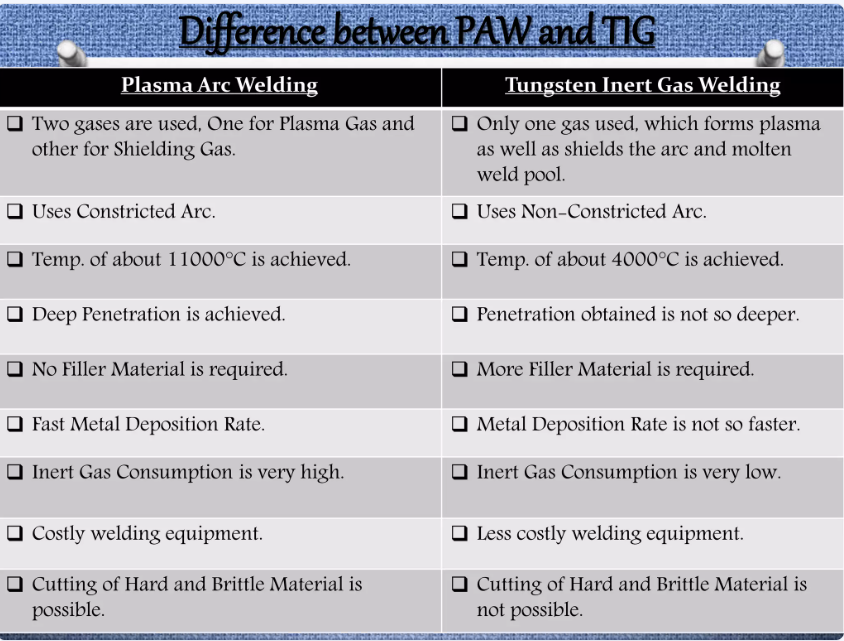 Difference between PAW and TIG
Plasma Arc Welding
Tungsten Inert Gas Welding
❑ Two gases are used, One for Plasma Gas and
other for Shielding Gas.
❑ Only one gas used, which forms plasma
as well as shields the arc and molten
weld pool.
❑ Uses Constricted Arc.
❑ Uses Non-Constricted Arc.
❑ Temp. of about 11000°C is achieved.
❑ Temp. of about 4000°C is achieved.
❑ Deep Penetration is achieved.
❑ Penetration obtained is not so deeper.
❑ No Filler Material is required.
❑ More Filler Material is required.
❑ Fast Metal Deposition Rate.
❑ Metal Deposition Rate is not so faster.
❑ Inert Gas Consumption is very high.
❑ Inert Gas Consumption is very low.
❑ Costly welding equipment.
❑ Less costly welding equipment.
❑ Cutting of Hard and Brittle Material is
possible.
❑ Cutting of Hard and Brittle Material is
not possible.